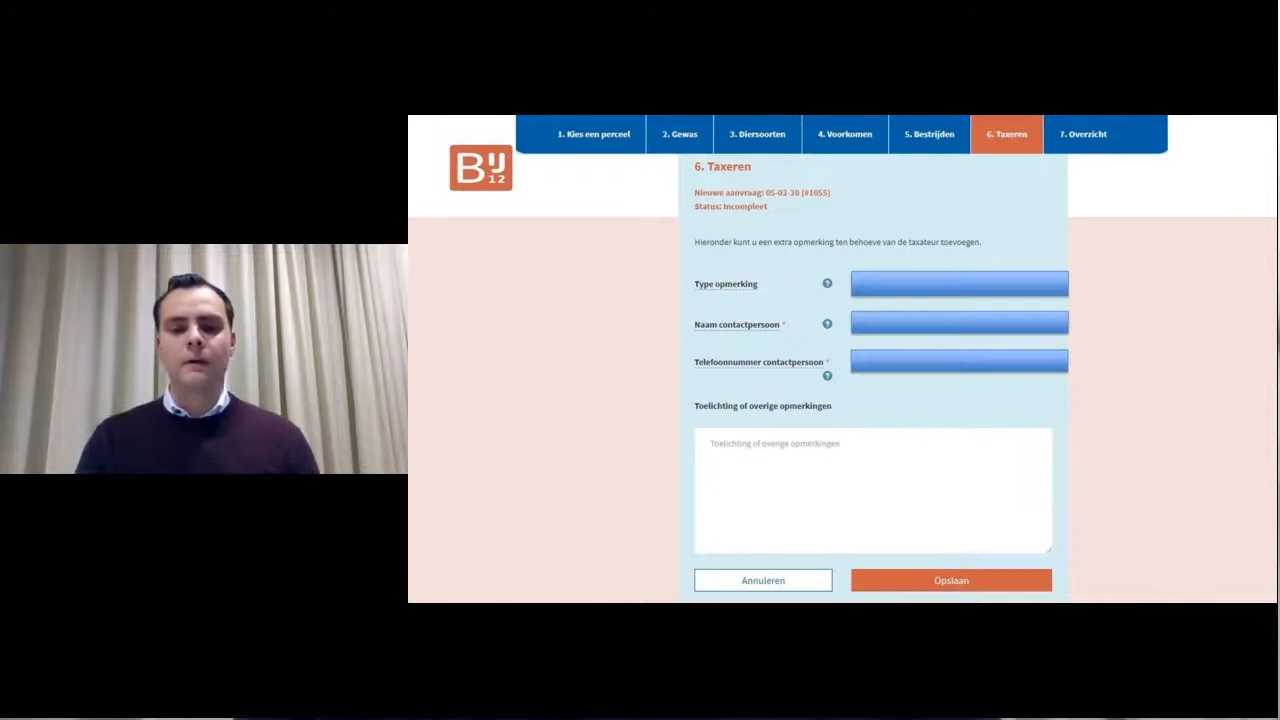 1. Kies een perceel
2. Gewas
3. Diersoorten
4. Voorkomen
5. Bestrijden
6. Taxeren
7. Overzicht
BIJ
12
6. Taxeren
Nieuwe aanvraag: 05-02-20 (#1055)
Status: Incompleet
Hieronder kunt u een extra opmerking ten behoeve van de taxateur toevoegen.
Type opmerking ?
Naam contactpersoon * ?
Telefoonnummer contactpersoon *
?
Toelichting of overige opmerkingen
Toelichting of overige opmerkingen
Annuleren
Opslaan